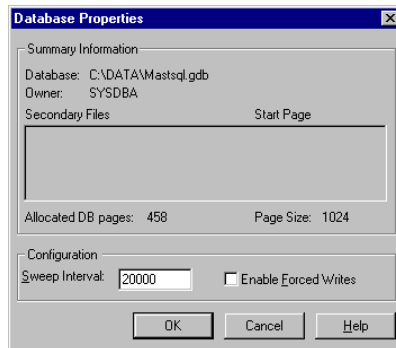 Database Properties
Summary Information
Database: C:\DATA\Mastsql.gdb
Owner: SYSDBA
Secondary Files Start Page
Allocated DB pages: 458 Page Size: 1024
Configuration
Sweep Interval: 20000 Enable Forced Writes
OK Cancel Help